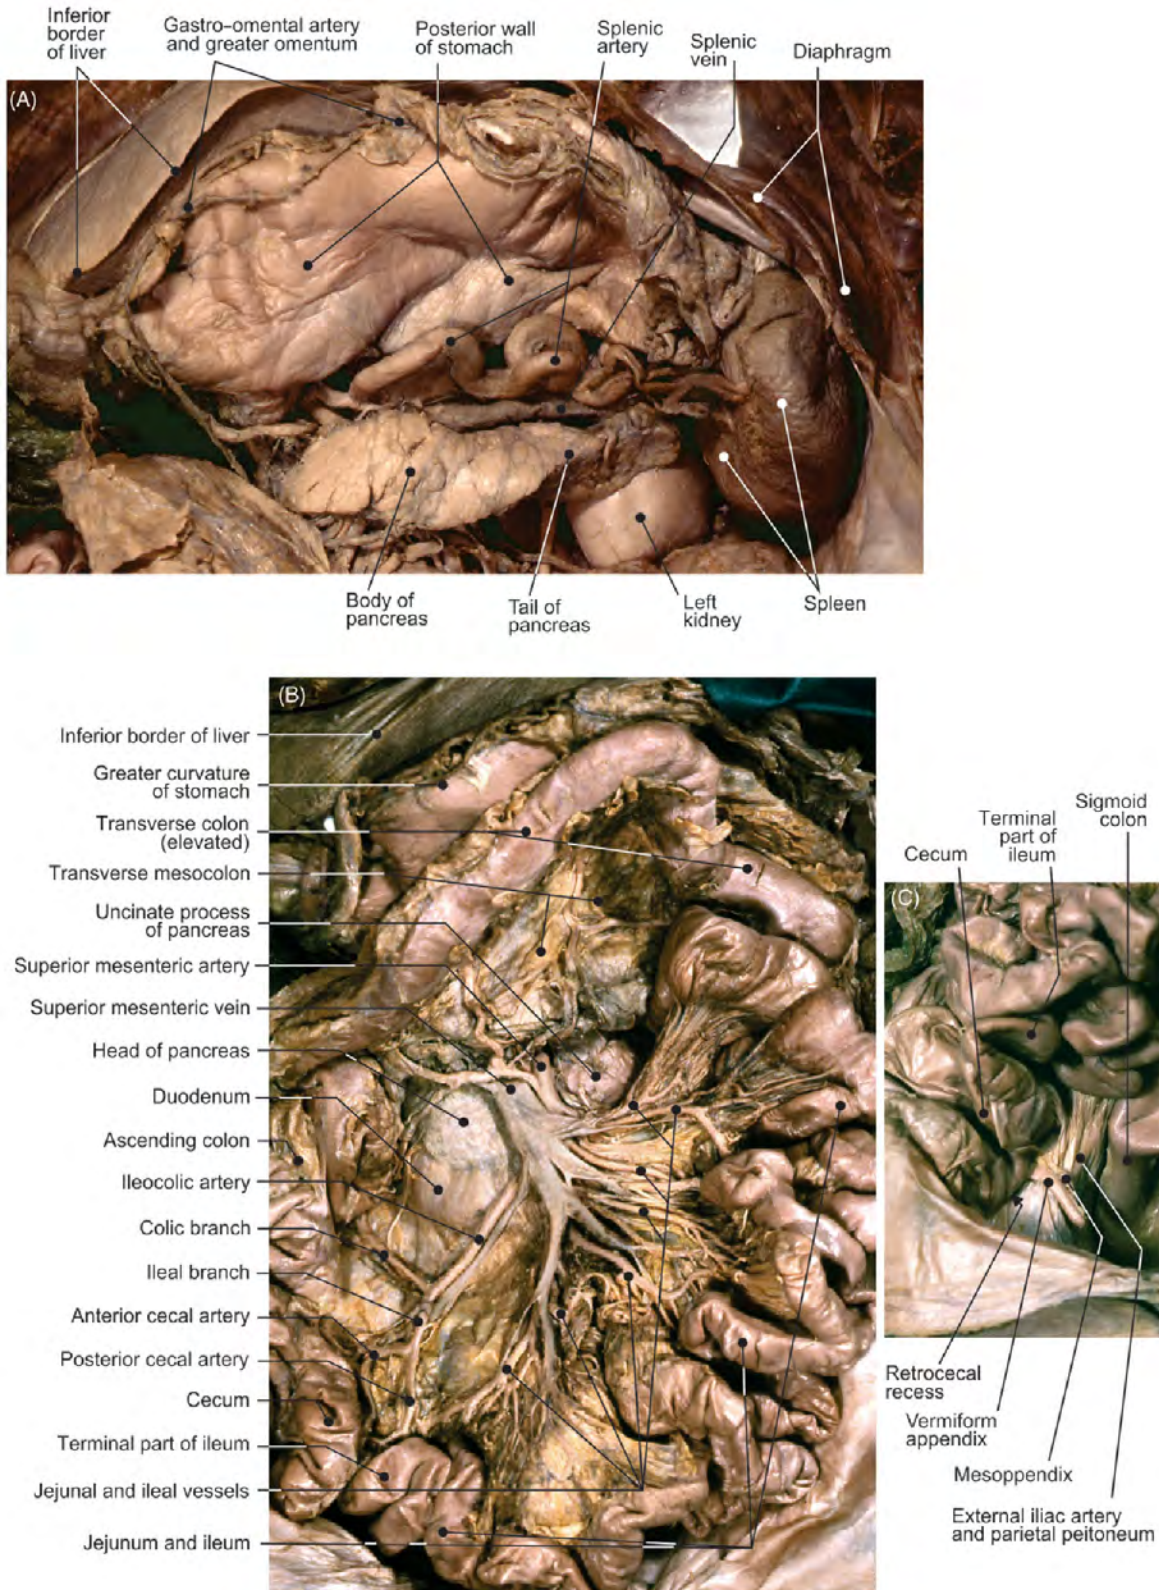 Inferior
border
of liver
Gastro-omental artery
and greater omentum
Posterior wall
of stomach
Splenic
artery
Splenic
vein
Diaphragm
(A)
Body of
pancreas
Tail of
pancreas
Left
kidney
Spleen
(B)
Inferior border of liver
Greater curvature
of stomach
Transverse colon
(elevated)
Transverse mesocolon
Uncinate process
of pancreas
Superior mesenteric artery
Superior mesenteric vein
Head of pancreas
Duodenum
Ascending colon
Ileocolic artery
Colic branch
Ileal branch
Anterior cecal artery
Posterior cecal artery
Cecum
Terminal part of ileum
Jejunal and ileal vessels
Jejunum and ileum
Cecum
Terminal
part of
ileum
Sigmoid
colon
(C)
Retrocecal
recess
Vermiform
appendix
Mesoppendix
External iliac artery
and parietal peitoneum